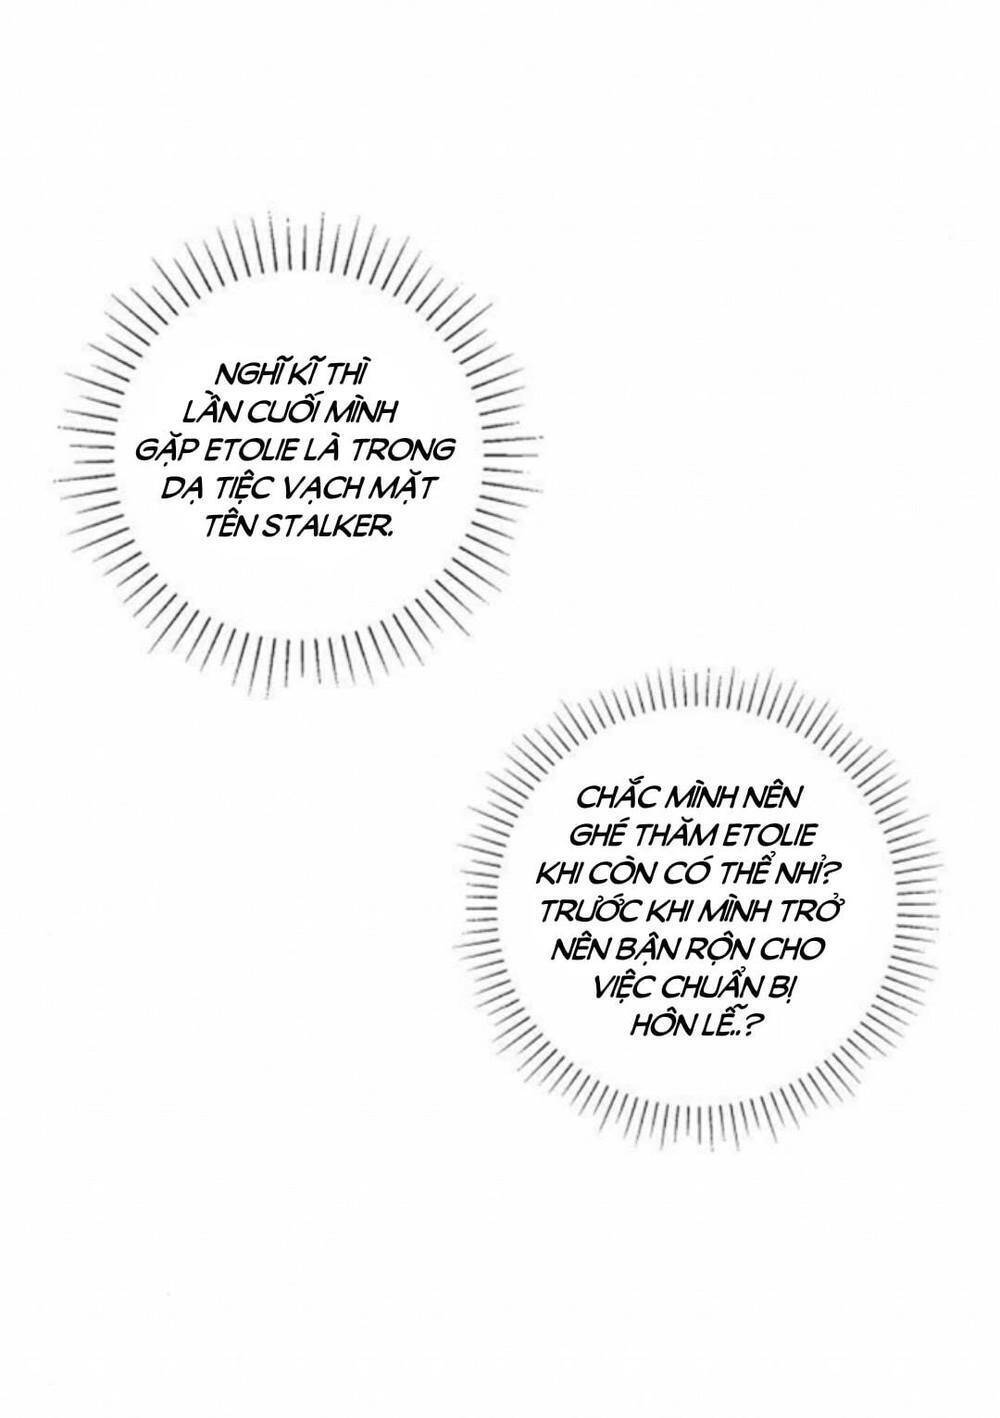 NGHĨ KĨ THÌ
LẦN CUỐI MÌNH
GẶP ETOLIE LÀ TRONG
DẠ TIỆC VẠCH MẶT
TÊN STALKER.
CHẮC MÌNH NÊN
GHÉ THĂM ETOLIE
KHI CÒN CÓ THỂ NHỈ?
TRƯỚC KHI MÌNH TRỞ
NÊN BẬN RỘN CHO
VIỆC CHUẨN BỊ
HÔN LỄ..?